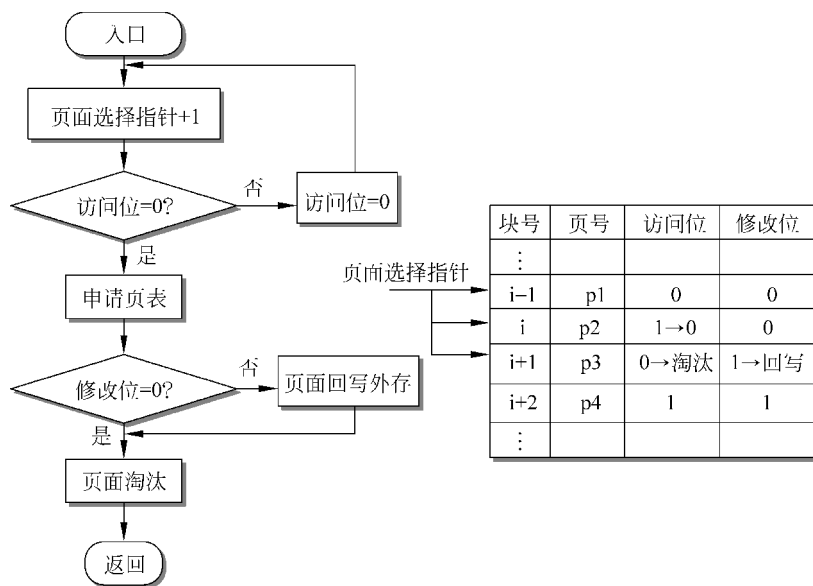 入口
页面选择指针+1
访问位=0?
否
访问位=0
是
申请页表
修改位=0?
否
页面回写外存
是
页面淘汰
返回
页面选择指针
块号 页号 访问位 修改位
⋮
i−1 p1 0 0
i p2 1→0 0
i+1 p3 0→淘汰 1→回写
i+2 p4 1 1
⋮